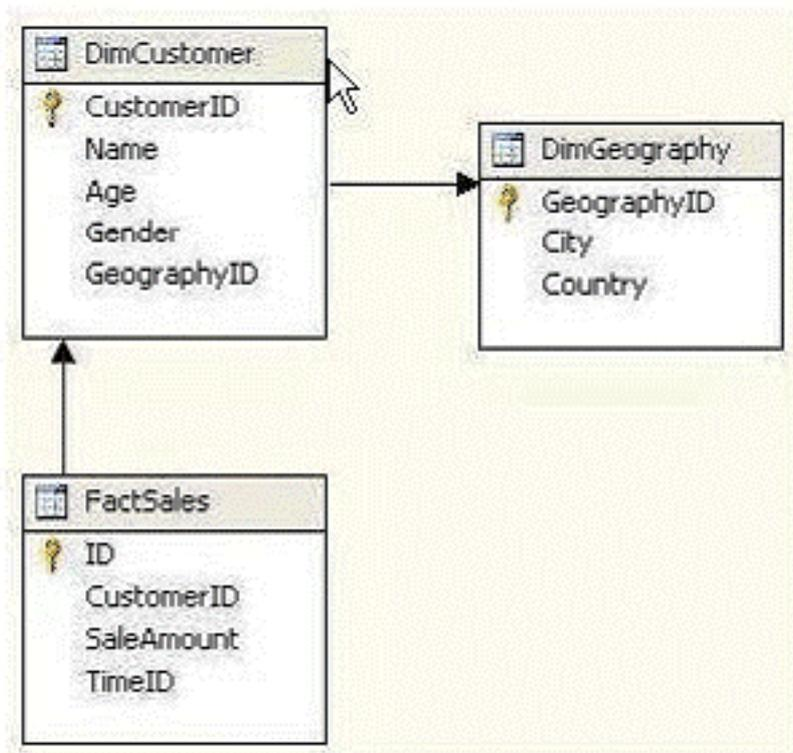 DimCustomer
CustomerID
Name
Age
Gender
GeographyID
DimGeography
GeographyID
City
Country
FactSales
ID
CustomerID
SaleAmount
TimeID